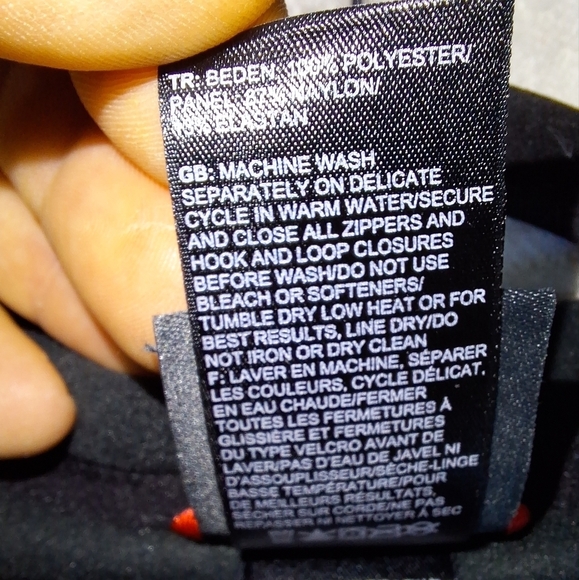 TR: BEDEN: 100% POLYESTER/
PANEL: NAYLON/
ELASTAN
GB: MACHINE WASH
SEPARATELY ON DELICATE
CYCLE IN WARM WATER/SECURE
AND CLOSE ALL ZIPPERS AND
HOOK AND LOOP CLOSURES
BEFORE WASH/DO NOT USE
BLEACH OR SOFTENERS/
TUMBLE DRY LOW HEAT OR FOR
BEST RESULTS, LINE DRY/DO
NOT IRON OR DRY CLEAN
F: LAVER EN MACHINE, SÉPARER
LES COULEURS, CYCLE DÉLICAT,
EN EAU CHAUDE/FERMER
TOUTES LES FERMETURES À
GLISSIÈRE ET FERMETURES
DU TYPE VELCRO AVANT DE
LAVER/PAS D'EAU DE JAVEL NI
D'ASSOUPLISSEUR/SÈCHE-LINGE
BASSE TEMPÉRATURE/POUR
DE MEILLEURS RÉSULTATS,
SÉCHER SUR CORDE/NE PAS
REPASSER NI NETTOYER À SEC